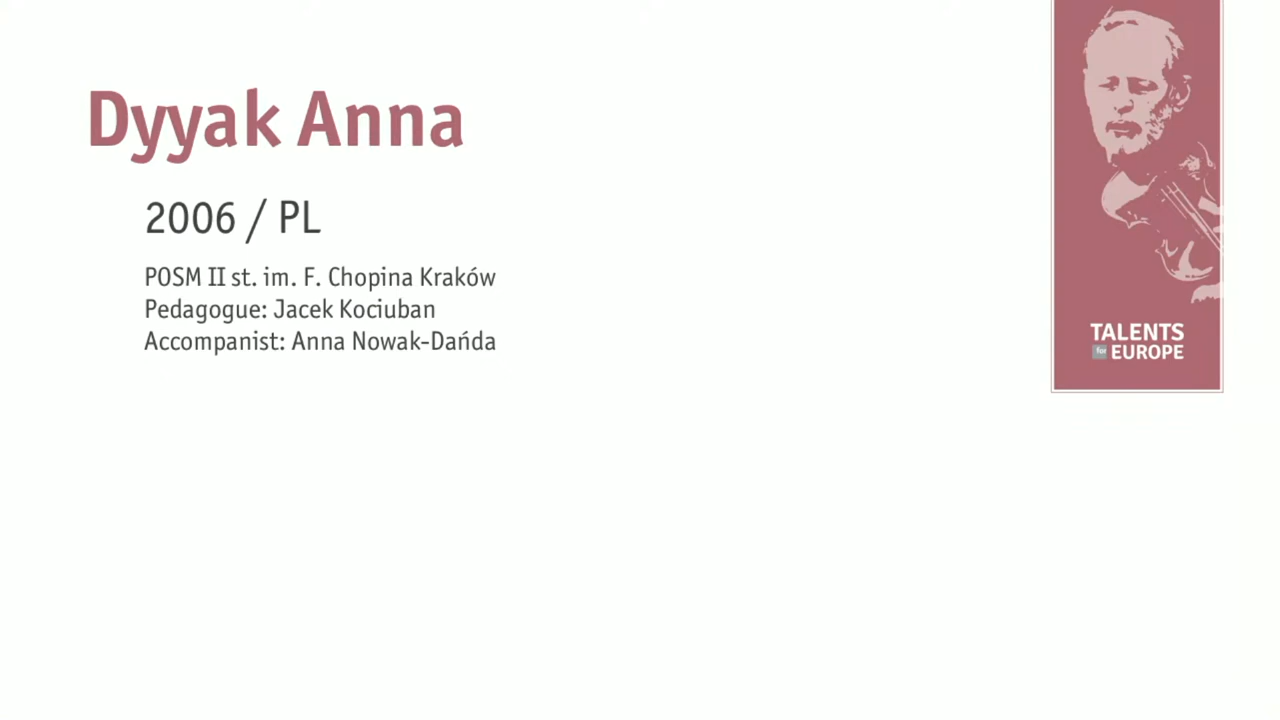 Dyyak Anna
2006 / PL
POSM II st. im. F. Chopina Kraków
Pedagogue: Jacek Kociuban
Accompanist: Anna Nowak-Dańda
TALENTS
for EUROPE